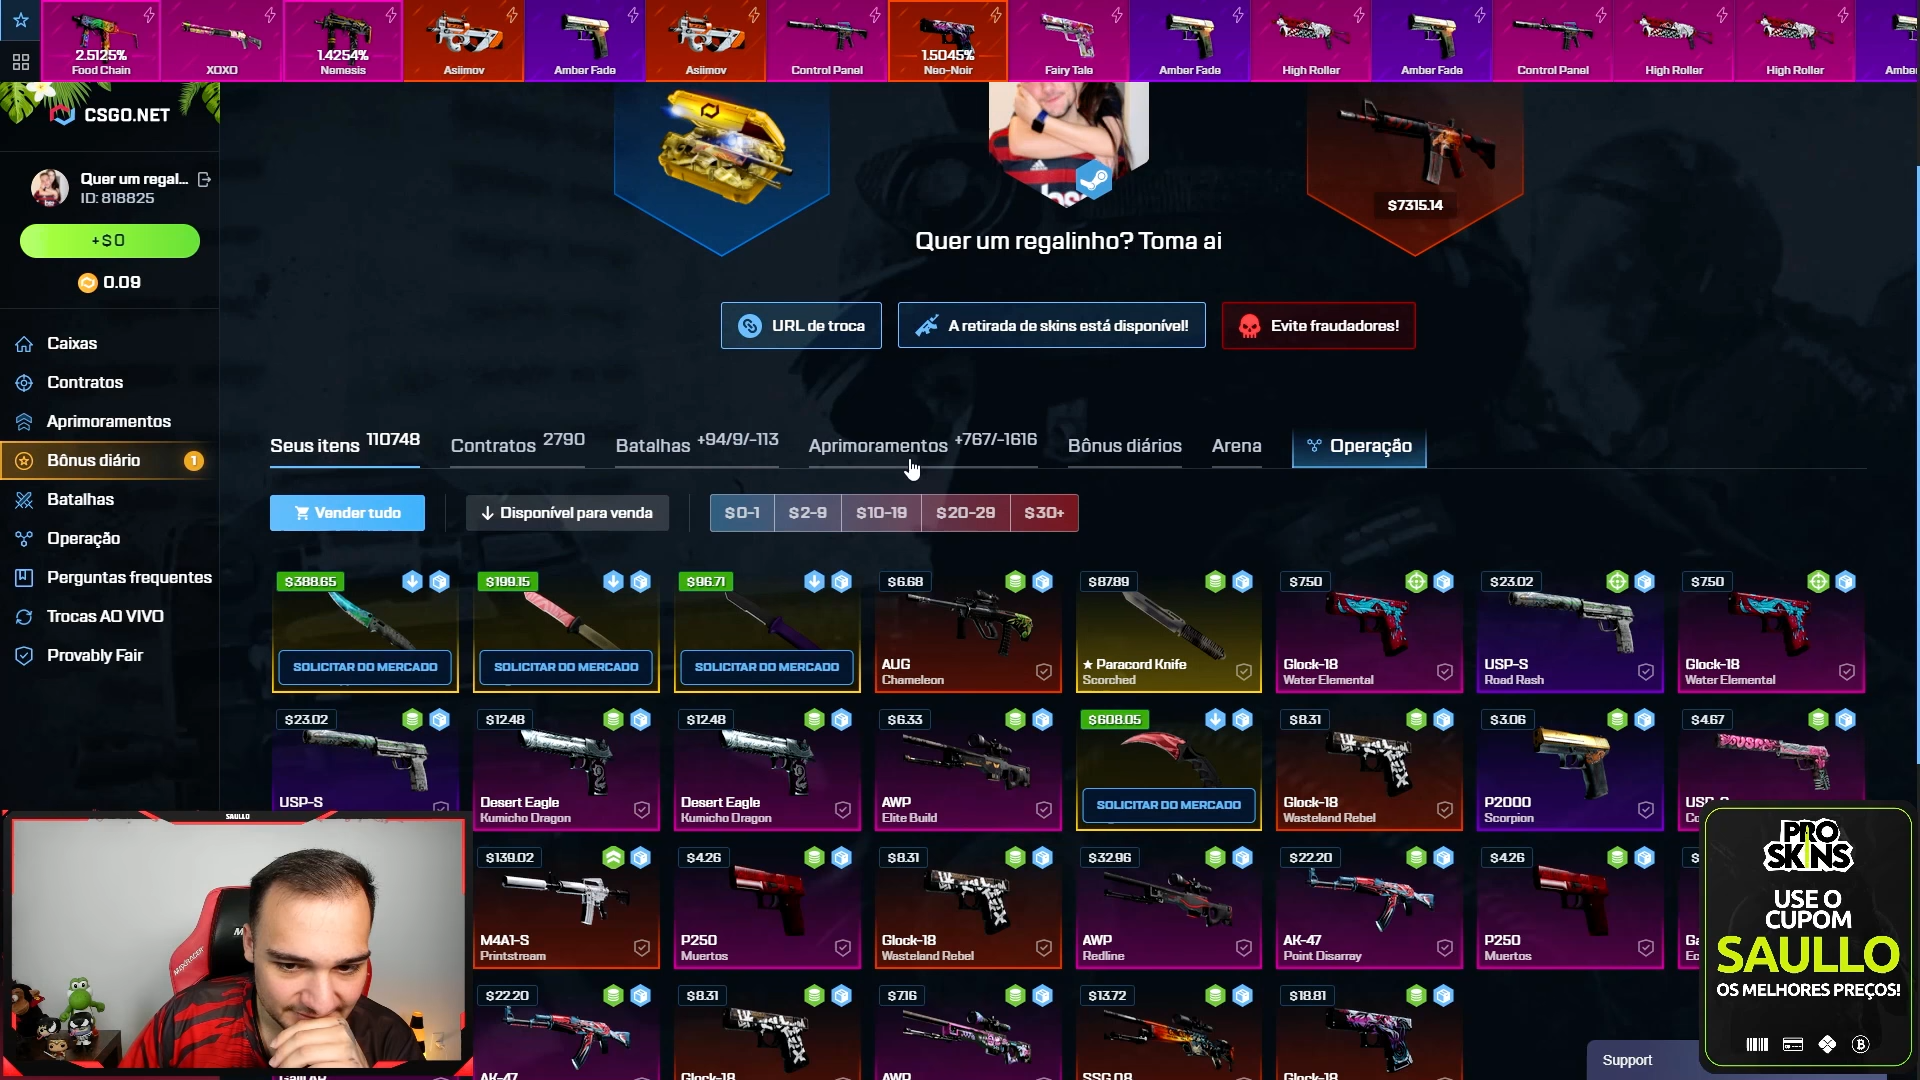 2.5125%
Food Chain
XOXO
1.4254%
Nemesis
Asiimov
Amber Fade
Asiimov
Control Panel
1.5045%
Neo-Noir
Fairy Tale
Amber Fade
High Roller
Amber Fade
Control Panel
High Roller
High Roller
CSGO.NET
Quer um regal...
ID: 818825
+$0
0.09
Caixas
Contratos
Aprimoramentos
Bônus diário 1
Batalhas
Operação
Perguntas frequentes
Trocas AO VIVO
Provably Fair
$7315.14
Quer um regalinho? Toma ai
URL de troca
A retirada de skins está disponível!
Evite fraudadores!
Seus itens 110748
Contratos 2790
Batalhas +94/9/-113
Aprimoramentos +767/-1616
Bônus diários
Arena
Operação
Vender tudo
Disponível para venda
$0-1 $2-9 $10-19 $20-29 $30+
$388.65
SOLICITAR DO MERCADO
$199.15
SOLICITAR DO MERCADO
$96.71
SOLICITAR DO MERCADO
$6.68
AUG
Chameleon
$87.89
★ Paracord Knife
Scorched
$7.50
Glock-18
Water Elemental
$23.02
USP-S
Road Rash
$7.50
Glock-18
Water Elemental
$23.02
USP-S
$12.48
Desert Eagle
Kumicho Dragon
$12.48
Desert Eagle
Kumicho Dragon
$6.33
AWP
Elite Build
$608.05
SOLICITAR DO MERCADO
$8.31
Glock-18
Wasteland Rebel
$3.06
P2000
Scorpion
$4.67
$139.02
M4A1-S
Printstream
$4.26
P250
Muertos
$8.31
Glock-18
Wasteland Rebel
$32.96
AWP
Redline
$22.20
AK-47
Point Disarray
$4.26
P250
Muertos
$22.20
AK-47
$8.31
Glock-18
$7.16
AWP
$13.72
SSG 08
$18.81
Glock-18
SAULLO
PRO
SKINS
USE O
CUPOM
SAULLO
OS MELHORES PREÇOS!
Support